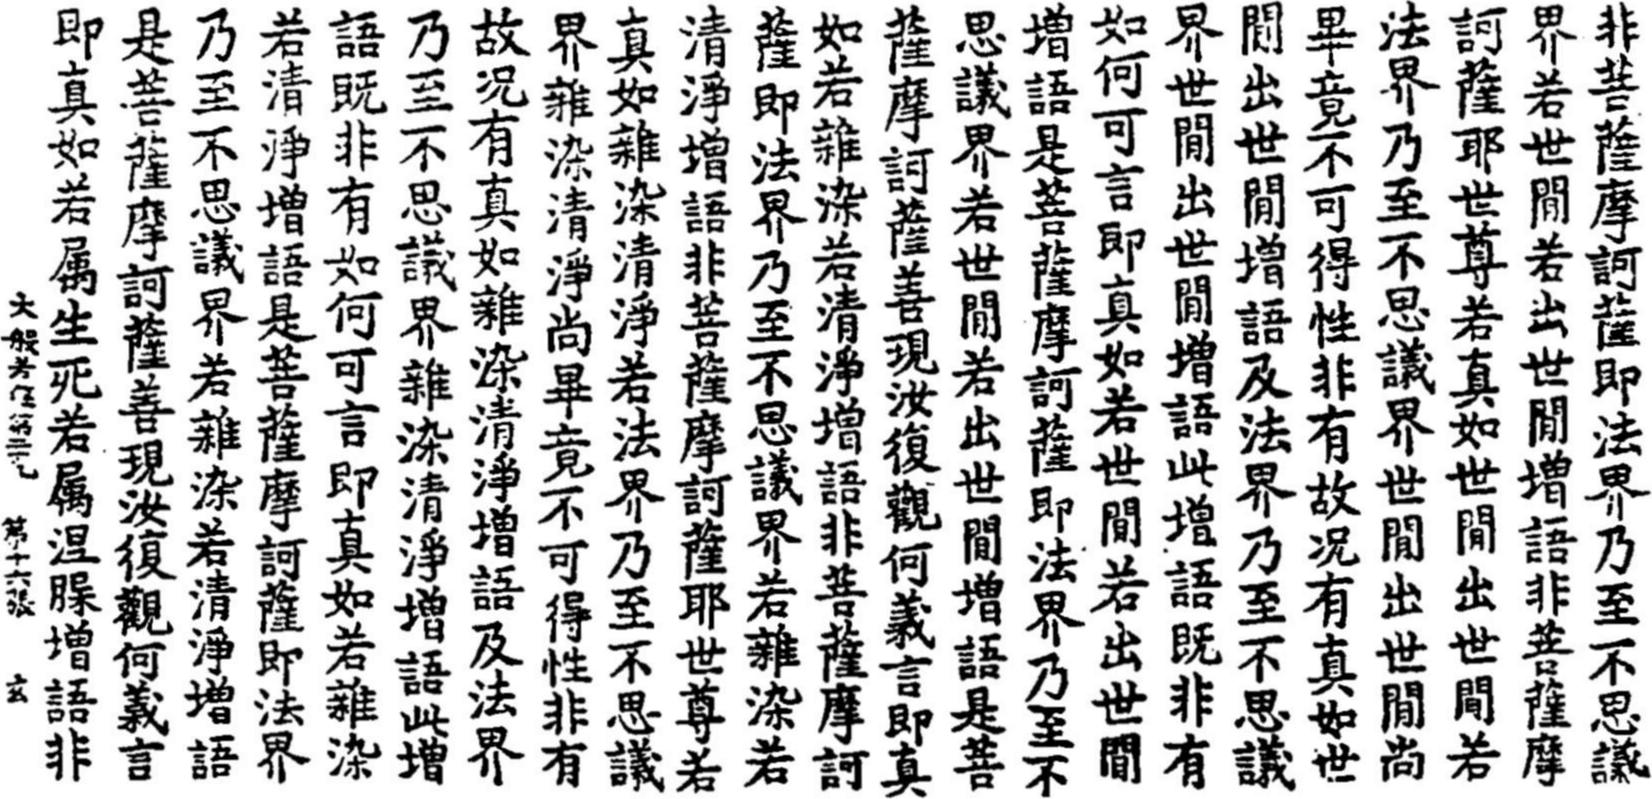 非菩薩摩訶薩即法界乃至不思議
界若世間若出世間增語非菩薩摩
訶薩耶世尊若真如世間出世間若
法界乃至不思議界世間出世間尚
畢竟不可得性非有故况有真如世
間出世間增語及法界乃至不思議
界世間出世間增語此增語既非有
如何可言即真如若世間若出世間
增語是菩薩摩訶薩即法界乃至不
思議界若世間若出世間增語是菩
薩摩訶薩善現汝復觀何義言即真
如若雜染若清淨增語非菩薩摩訶
薩即法界乃至不思議界若雜染若
清淨增語非菩薩摩訶薩耶世尊若
真如雜染清淨若法界乃至不思議
界雜染清淨尚畢竟不可得性非有
故况有真如雜染清淨增語及法界
乃至不思議界雜染清淨增語此增
語既非有如何可言即真如若雜染
若清淨增語是菩薩摩訶薩即法界
乃至不思議界若雜染若清淨增語
是菩薩摩訶薩善現汝復觀何義言
即真如若属生死若属涅槃增語非
大般若 第十六張 玄